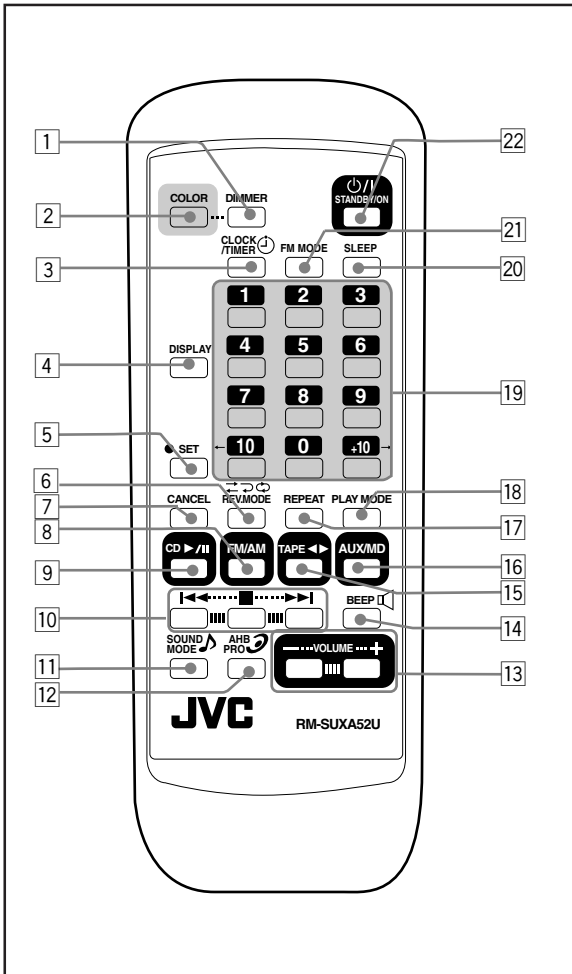 1
22
⏻/I
STANDBY/ON
COLOR
DIMMER
2
21
CLOCK
/TIMER
FM MODE
SLEEP
3
20
1 2 3
DISPLAY
4 5 6
4
19
7 8 9
5
SET
←10 0 +10→
6
18
7
CANCEL
REV.MODE
REPEAT
PLAY MODE
17
8
CD ►/II
FM/AM
TAPE ◄►
AUX/MD
9
16
15
10
BEEP
14
SOUND
MODE
AHB
PRO
– VOLUME +
11
12
13
JVC
RM-SUXA52U